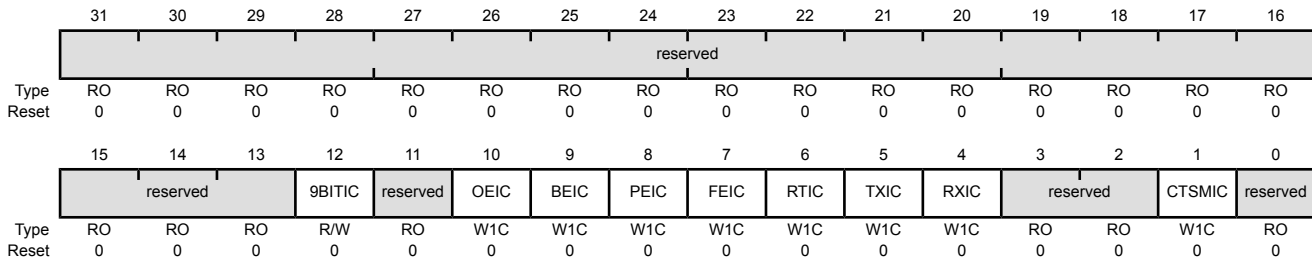 31 30 29 28 27 26 25 24 23 22 21 20 19 18 17 16
reserved
Type RO RO RO RO RO RO RO RO RO RO RO RO RO RO RO RO
Reset 0 0 0 0 0 0 0 0 0 0 0 0 0 0 0 0
15 14 13 12 11 10 9 8 7 6 5 4 3 2 1 0
reserved 9BITIC reserved OEIC BEIC PEIC FEIC RTIC TXIC RXIC reserved CTSMIC reserved
Type RO RO RO R/W RO W1C W1C W1C W1C W1C W1C W1C RO RO W1C RO
Reset 0 0 0 0 0 0 0 0 0 0 0 0 0 0 0 0